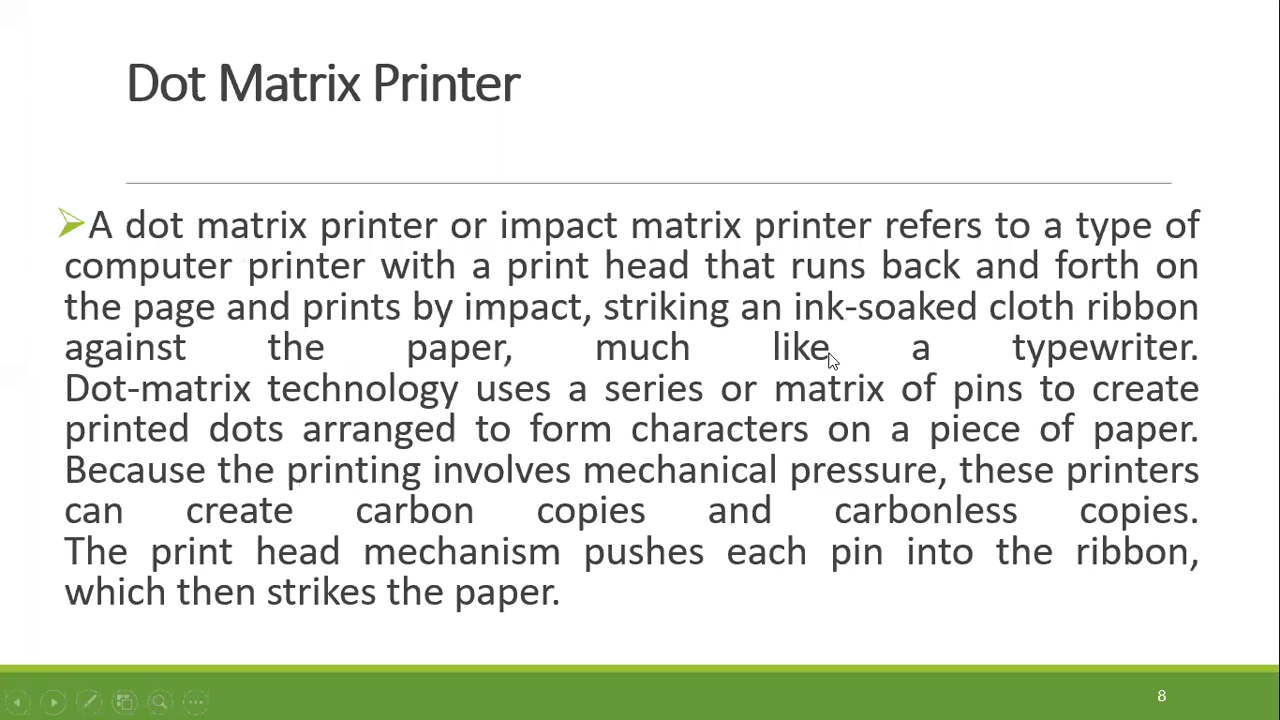 Dot Matrix Printer
A dot matrix printer or impact matrix printer refers to a type of
computer printer with a print head that runs back and forth on
the page and prints by impact, striking an ink-soaked cloth ribbon
against the paper, much like a typewriter.
Dot-matrix technology uses a series or matrix of pins to create
printed dots arranged to form characters on a piece of paper.
Because the printing involves mechanical pressure, these printers
can create carbon copies and carbonless copies.
The print head mechanism pushes each pin into the ribbon,
which then strikes the paper.
8